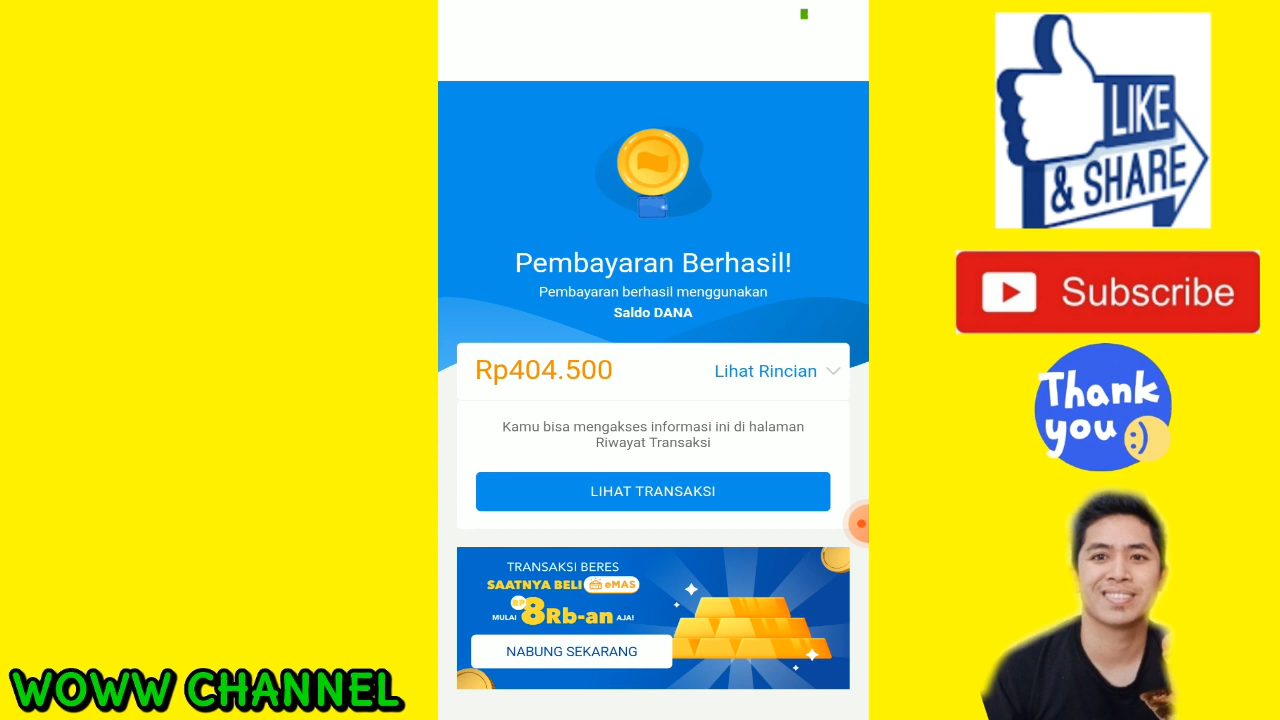 Pembayaran Berhasil!
Pembayaran berhasil menggunakan
Saldo DANA
Rp404.500
Lihat Rincian
Kamu bisa mengakses informasi ini di halaman
Riwayat Transaksi
LIHAT TRANSAKSI
TRANSAKSI BERES
SAATNYA BELI eMAS
MULAI RP 8Rb-an AJA!
NABUNG SEKARANG
LIKE
& SHARE
Subscribe
Thank
you
WOWW CHANNEL